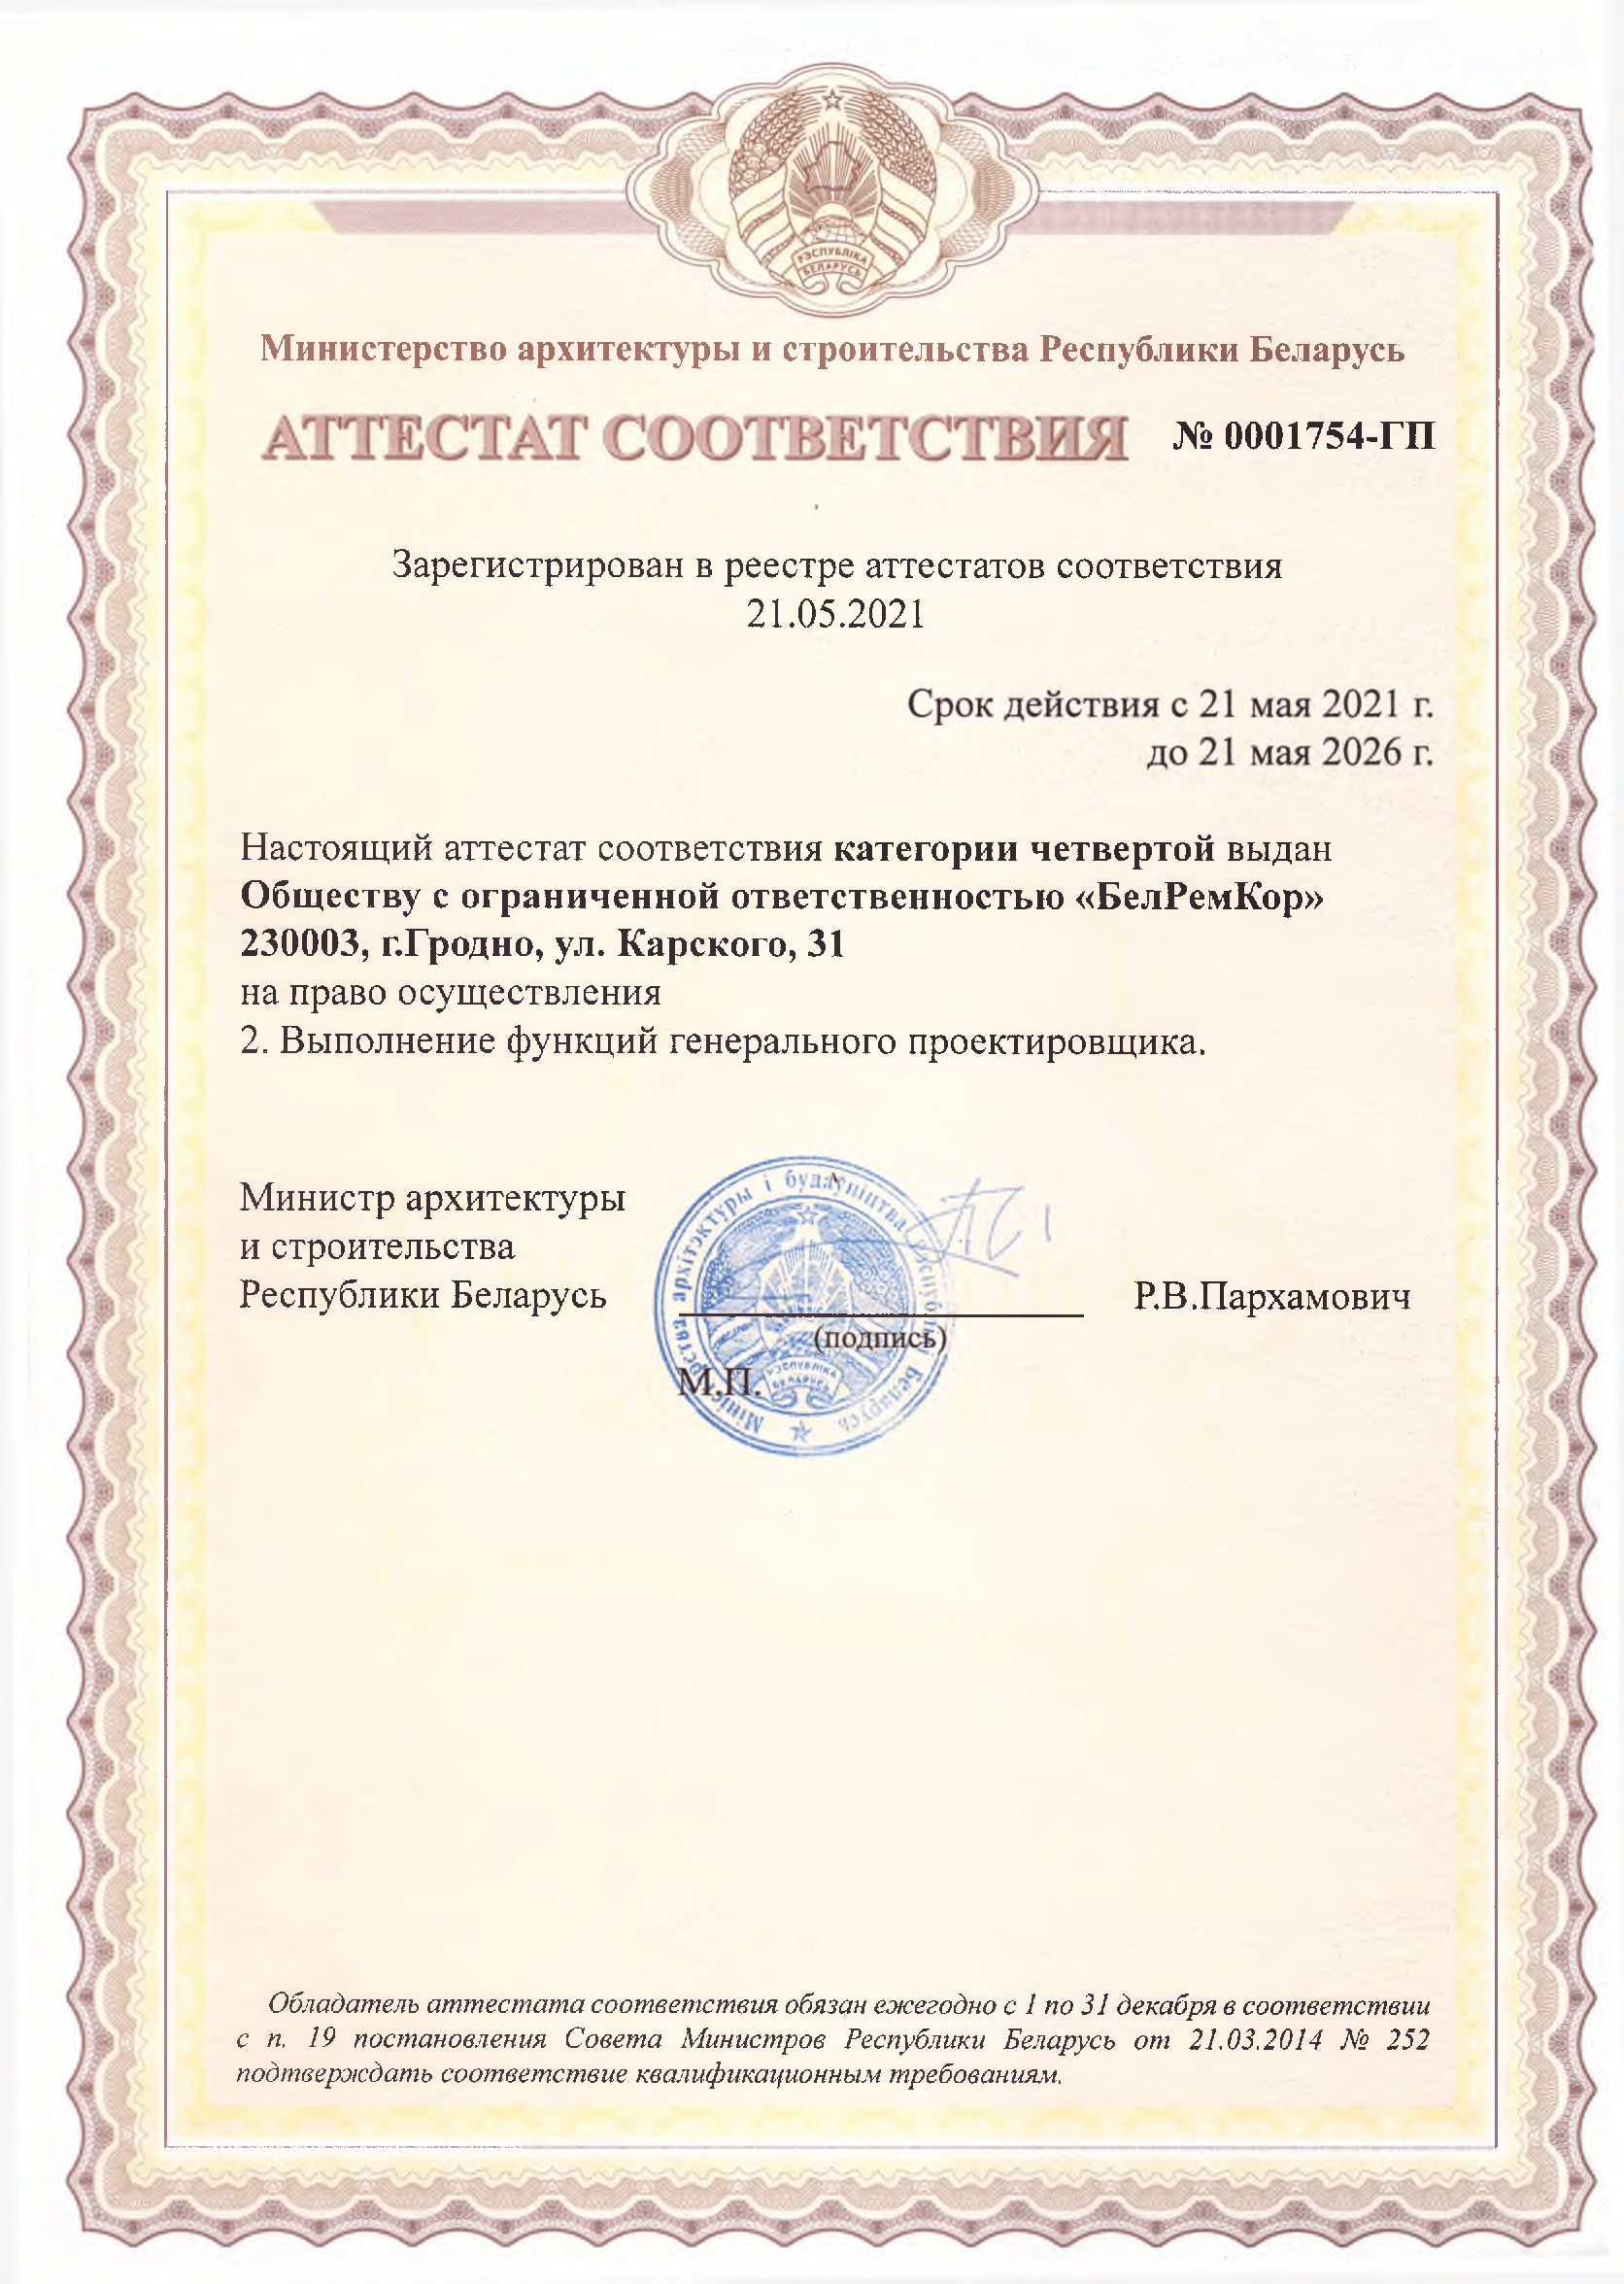 РЭСПУБЛІКА
БЕЛАРУСЬ
Министерство архитектуры и строительства Республики Беларусь
АТТЕСТАТ СООТВЕТСТВИЯ № 0001754-ГП
Зарегистрирован в реестре аттестатов соответствия
21.05.2021
Срок действия с 21 мая 2021 г.
до 21 мая 2026 г.
Настоящий аттестат соответствия категории четвертой выдан
Обществу с ограниченной ответственностью «БелРемКор»
230003, г.Гродно, ул. Карского, 31
на право осуществления
2. Выполнение функций генерального проектировщика.
Министр архитектуры
и строительства
Республики Беларусь
Р.В.Пархамович
(подпись)
М.П.
Міністэрства архітэктуры і будаўніцтва Рэспублікі Беларусь
РЭСПУБЛІКА
БЕЛАРУСЬ
Обладатель аттестата соответствия обязан ежегодно с 1 по 31 декабря в соответствии
с п. 19 постановления Совета Министров Республики Беларусь от 21.03.2014 № 252
подтверждать соответствие квалификационным требованиям.